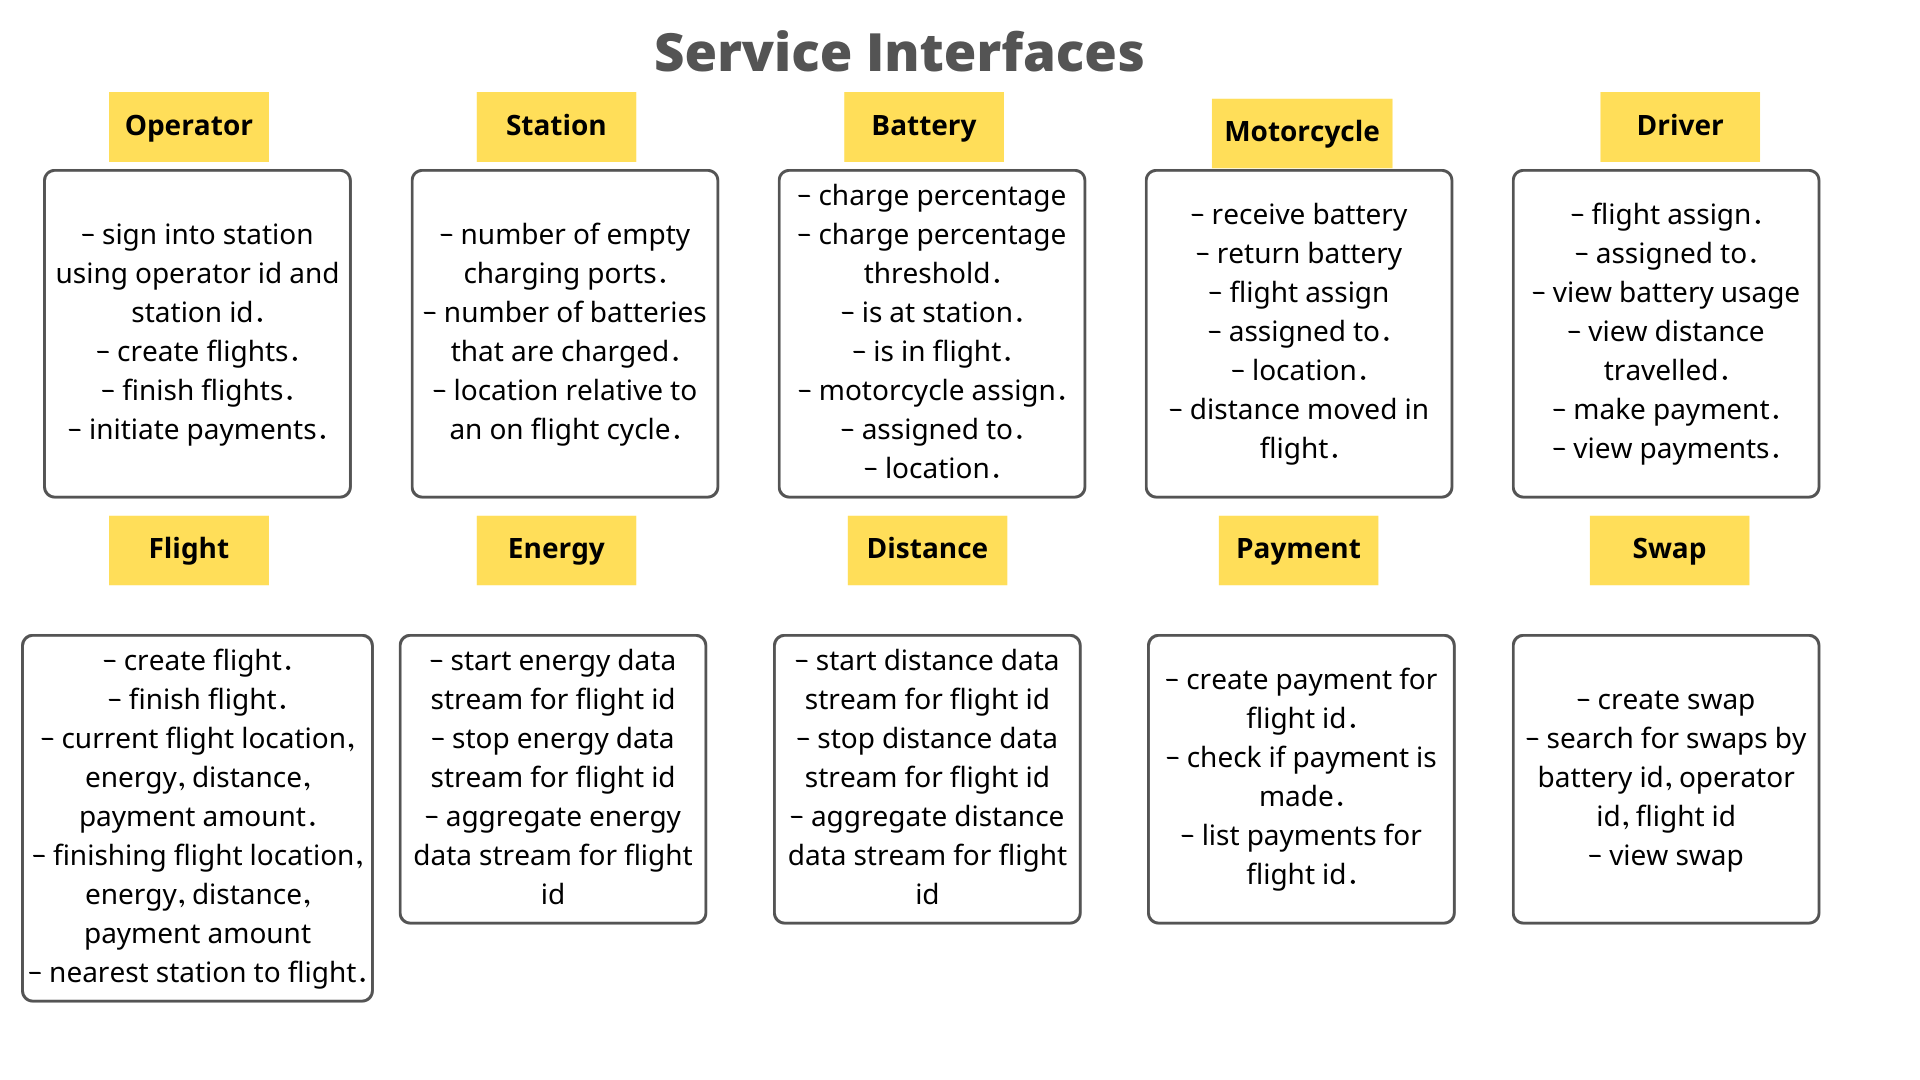 Service Interfaces
Operator
– sign into station
using operator id and
station id.
– create flights.
– finish flights.
– initiate payments.
Station
– number of empty
charging ports.
– number of batteries
that are charged.
– location relative to
an on flight cycle.
Battery
– charge percentage
– charge percentage
threshold.
– is at station.
– is in flight.
– motorcycle assign.
– assigned to.
– location.
Motorcycle
– receive battery
– return battery
– flight assign
– assigned to.
– location.
– distance moved in
flight.
Driver
– flight assign.
– assigned to.
– view battery usage
– view distance
travelled.
– make payment.
– view payments.
Flight
– create flight.
– finish flight.
– current flight location,
energy, distance,
payment amount.
– finishing flight location,
energy, distance,
payment amount
– nearest station to flight.
Energy
– start energy data
stream for flight id
– stop energy data
stream for flight id
– aggregate energy
data stream for flight
id
Distance
– start distance data
stream for flight id
– stop distance data
stream for flight id
– aggregate distance
data stream for flight
id
Payment
– create payment for
flight id.
– check if payment is
made.
– list payments for
flight id.
Swap
– create swap
– search for swaps by
battery id, operator
id, flight id
– view swap